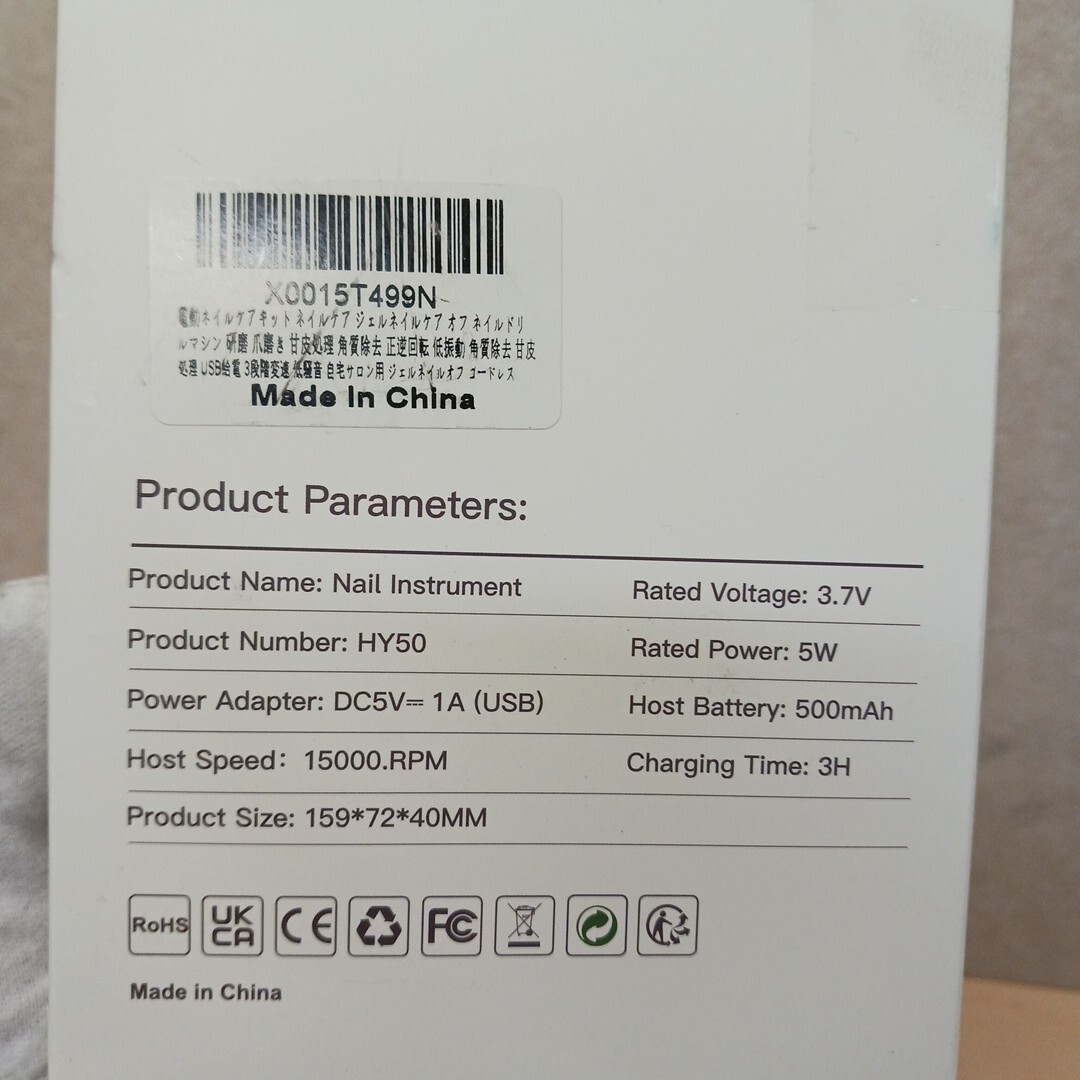 X0015T499N
電動ネイルケアキット ネイルケア ジェルネイルケア オフ ネイルドリ
ルマシン 研磨 爪磨き 甘皮処理 角質除去 正逆回転 低振動 角質除去 甘皮
処理 USB給電 3段階変速 低騒音 自宅サロン用 ジェルネイルオフ コードレス
Made In China
Product Parameters:
Product Name: Nail Instrument
Rated Voltage: 3.7V
Product Number: HY50
Rated Power: 5W
Power Adapter: DC5V⎓ 1A (USB)
Host Battery: 500mAh
Host Speed: 15000.RPM
Charging Time: 3H
Product Size: 159*72*40MM
RoHS
UK
CA
CE
FC
Made in China